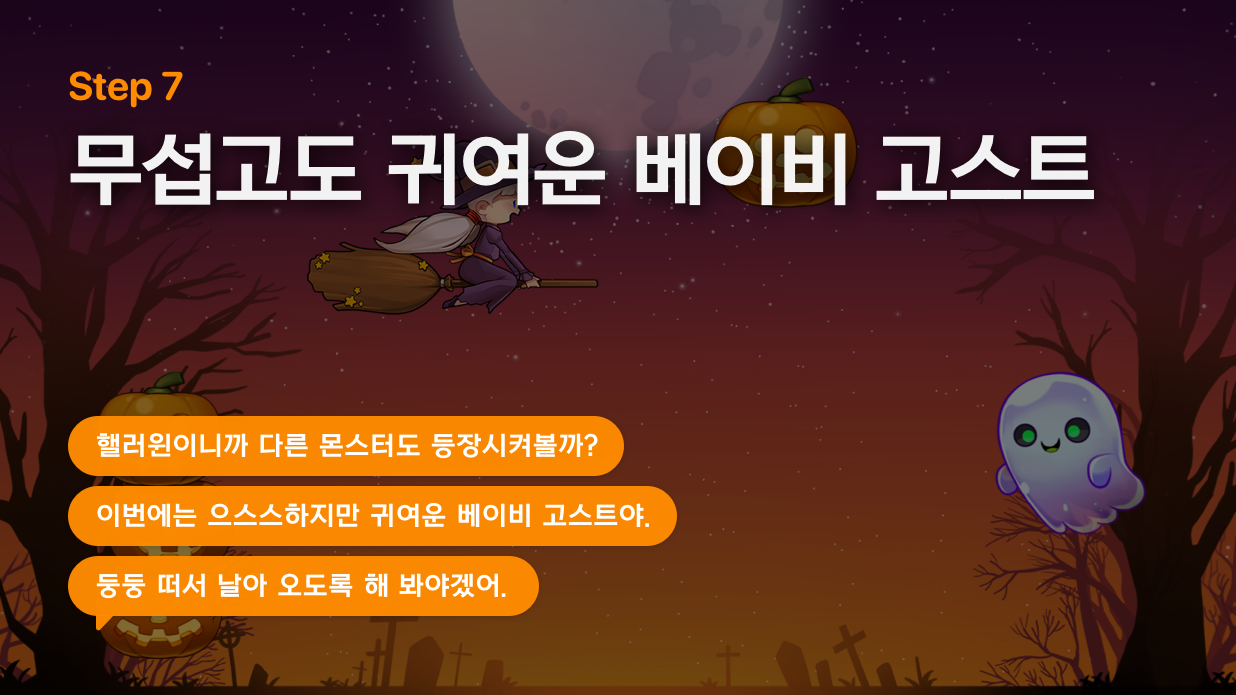 Step 7
무섭고도 귀여운 베이비 고스트
핼러윈이니까 다른 몬스터도 등장시켜볼까?
이번에는 으스스하지만 귀여운 베이비 고스트야.
둥둥 떠서 날아 오도록 해 봐야겠어.